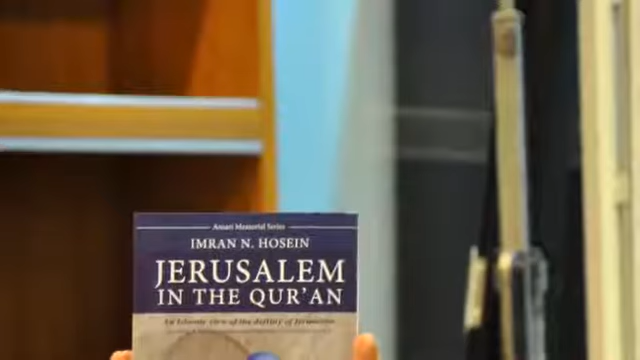 Ansari Memorial Series
IMRAN N. HOSEIN
JERUSALEM
IN THE QUR'AN
An Islamic view of the destiny of Jerusalem